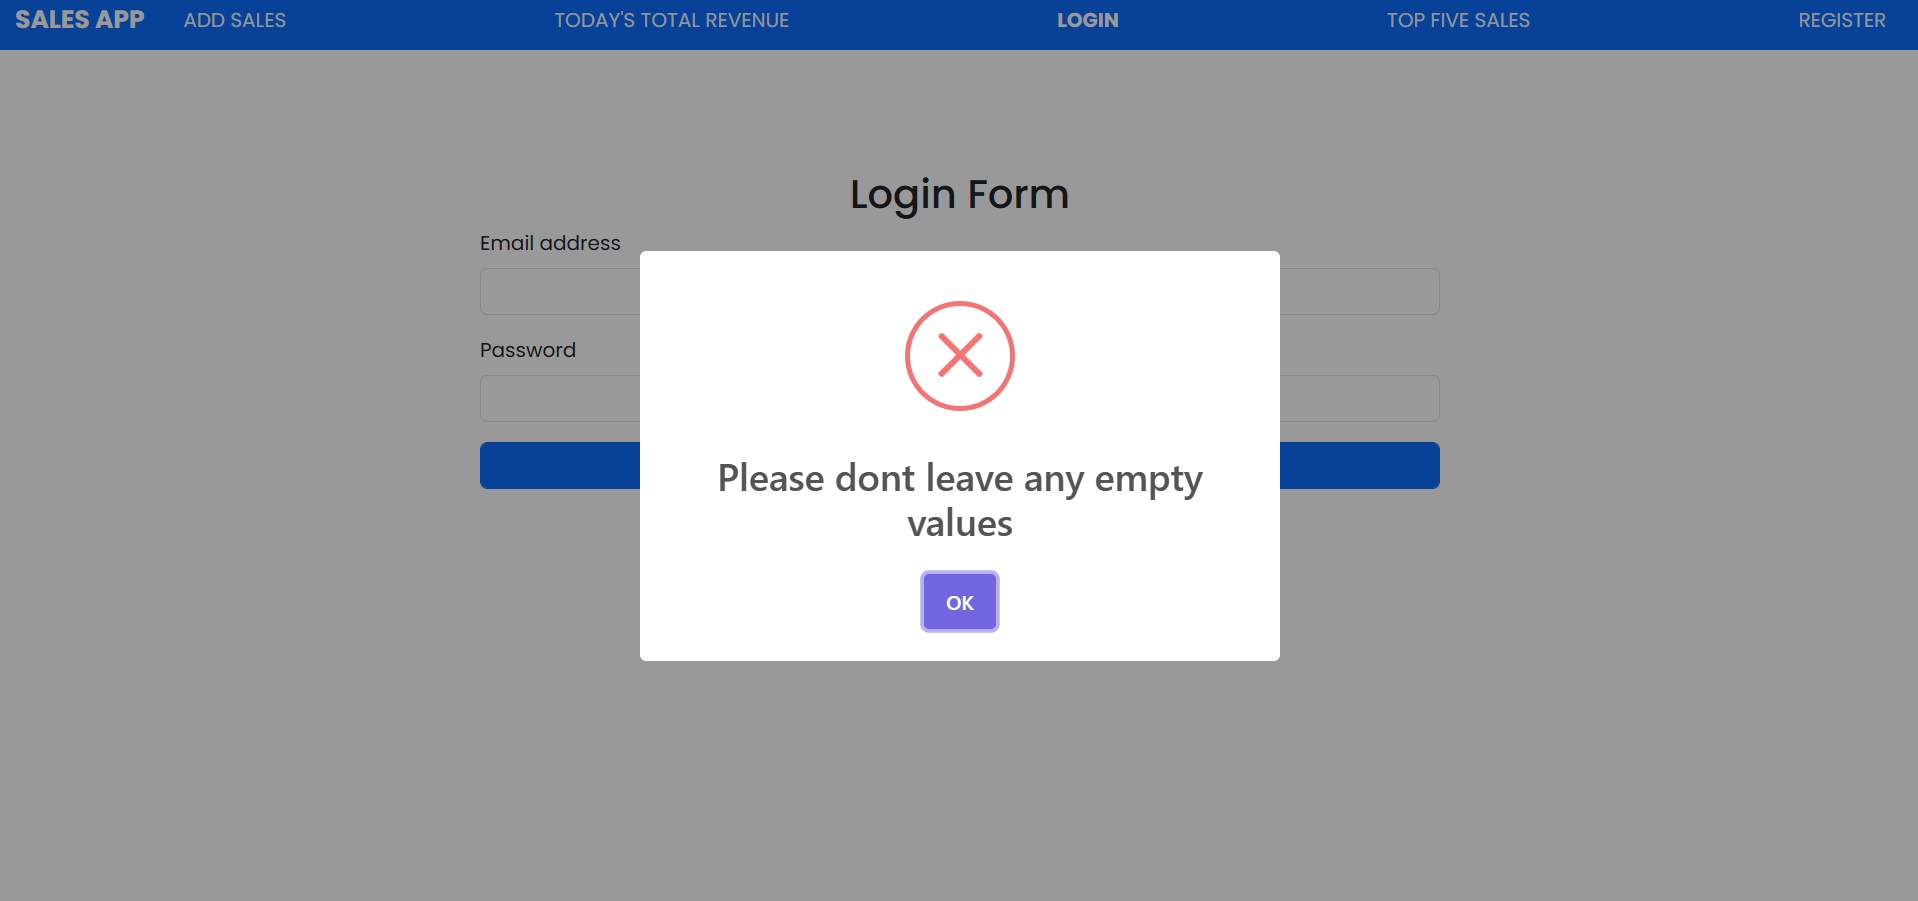 SALES APP ADD SALES TODAY'S TOTAL REVENUE LOGIN TOP FIVE SALES REGISTER
Login Form
Email address
Password
Please dont leave any empty
values
OK